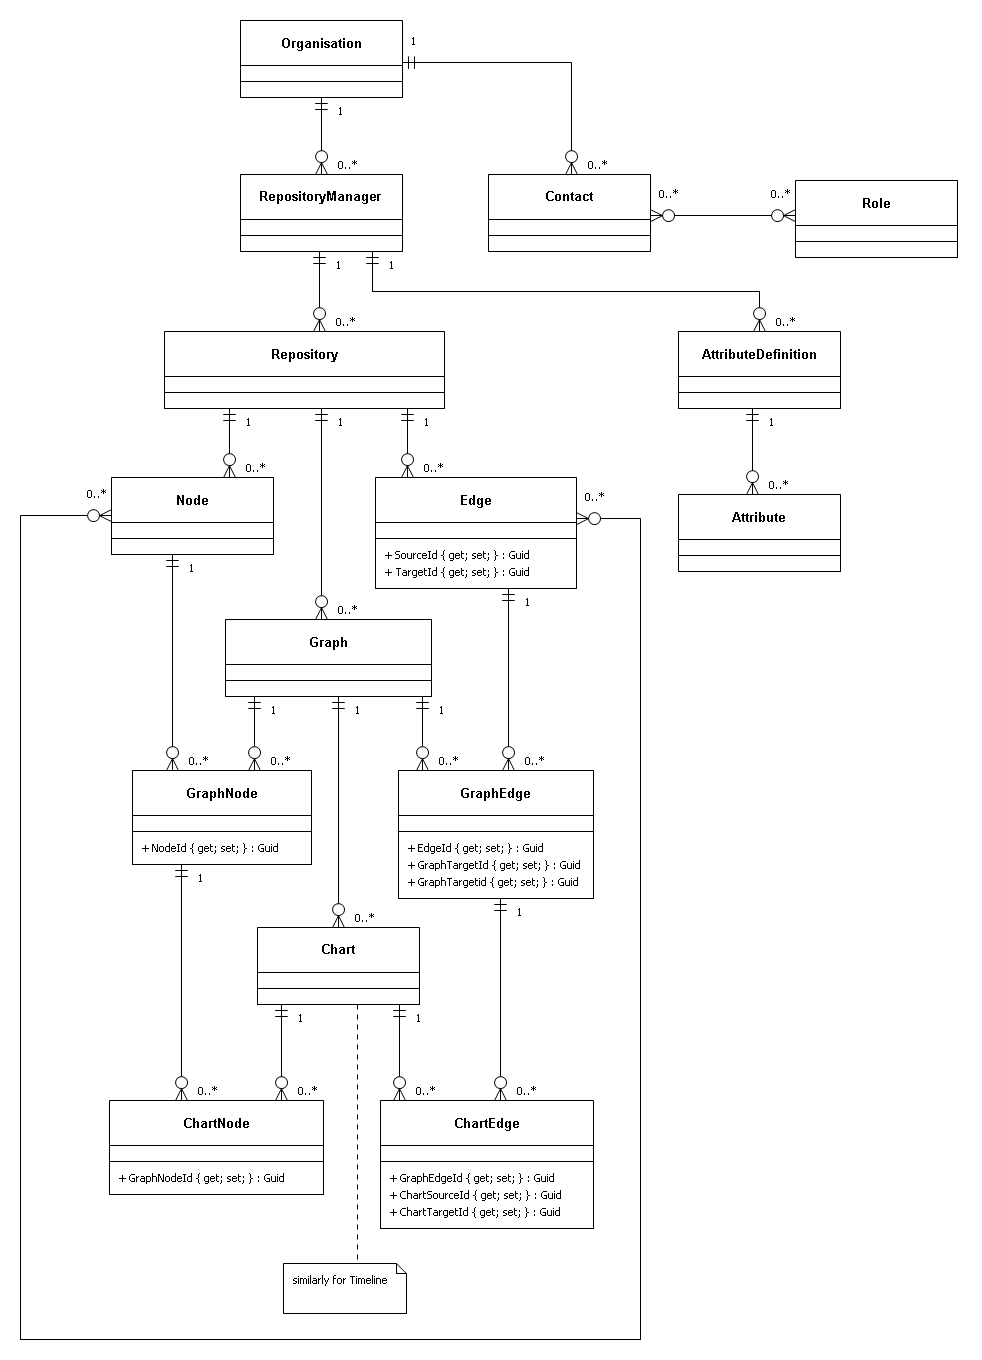 Organisation
1
1
0..*
0..*
RepositoryManager
Contact
0..*
0..*
Role
1
1
0..*
0..*
Repository
AttributeDefinition
1
1
1
1
0..*
0..*
0..*
0..*
Node
Edge
0..*
Attribute
+ SourceId { get; set; } : Guid
+ TargetId { get; set; } : Guid
1
1
0..*
Graph
1
1
1
0..*
0..*
0..*
0..*
GraphNode
GraphEdge
+ NodeId { get; set; } : Guid
+ EdgeId { get; set; } : Guid
+ GraphTargetId { get; set; } : Guid
+ GraphTargetid { get; set; } : Guid
1
1
0..*
Chart
1
1
0..*
0..*
0..*
0..*
ChartNode
ChartEdge
+ GraphNodeId { get; set; } : Guid
+ GraphEdgeId { get; set; } : Guid
+ ChartSourceId { get; set; } : Guid
+ ChartTargetId { get; set; } : Guid
similarly for Timeline